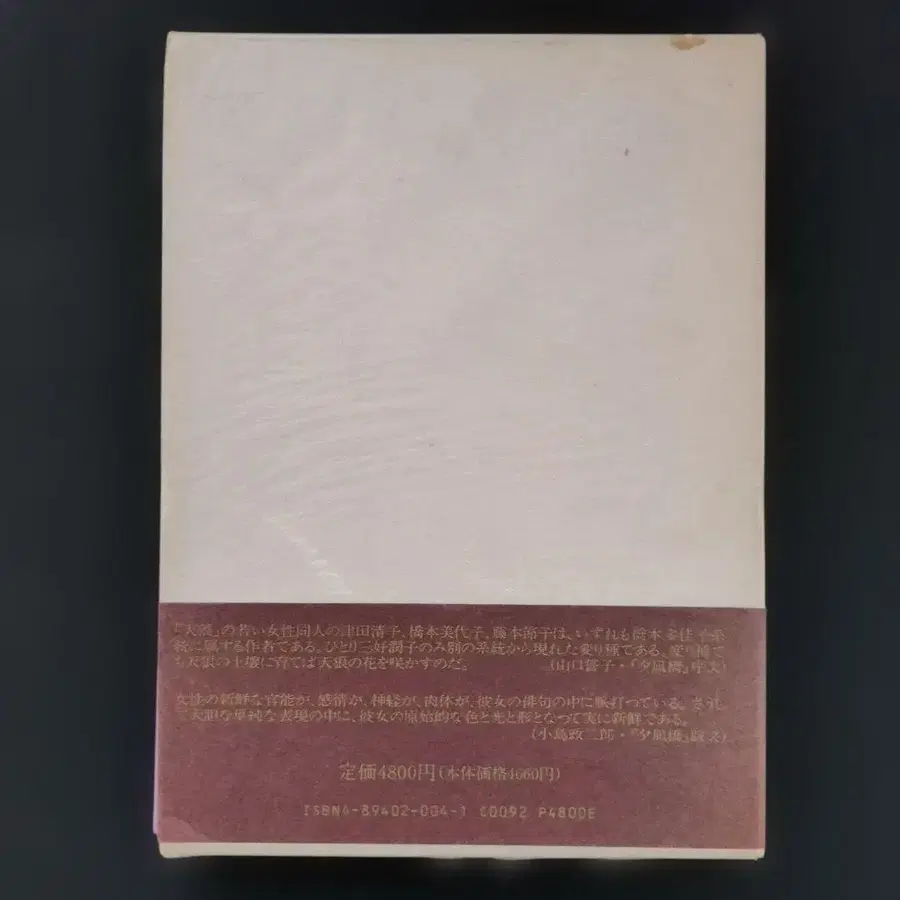 「天狼」の若い女性同人の津田清子、橋本美代子、藤本節子は、いずれも橋本多佳子系
統に属する作者である。ひとり三好潤子のみ別の系統から現れた変り種である。変り種で
も天狼の土壌に育てば天狼の花を咲かすのだ。 (山口誓子・『夕凪橋』序文)
女性の新鮮な官能が、感情が、神経が、肉体が、彼女の俳句の中に脈打っている。
で大胆な単純な表現の中に、彼女の原始的な色と光と形となって実に新鮮である。
(小島政二郎・『夕凪橋』跋文)
定価4800円(本体価格4660円)
ISBN4-89402-004-1 C0092 P4800E